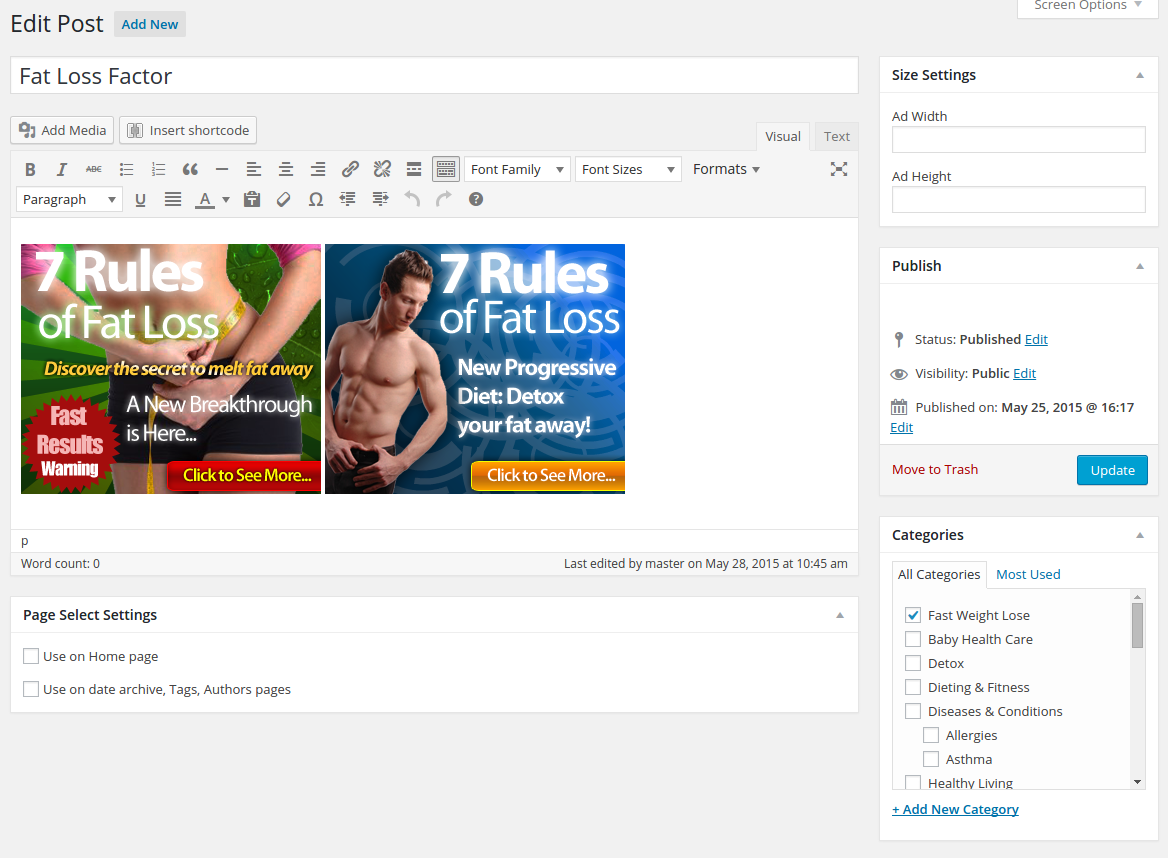 Edit Post Add New
Screen Options
Fat Loss Factor
Add Media Insert shortcode
Visual Text
B I ABC Font Family Font Sizes Formats
Paragraph U A Ω
7 Rules
of Fat Loss
Discover the secret to melt fat away
A New Breakthrough
is Here...
Fast
Results
Warning
Click to See More...
7 Rules
of Fat Loss
New Progressive
Diet: Detox
your fat away!
Click to See More...
p
Word count: 0 Last edited by master on May 28, 2015 at 10:45 am
Page Select Settings
Use on Home page
Use on date archive, Tags, Authors pages
Size Settings
Ad Width
Ad Height
Publish
Status: Published Edit
Visibility: Public Edit
Published on: May 25, 2015 @ 16:17
Edit
Move to Trash Update
Categories
All Categories Most Used
Fast Weight Lose
Baby Health Care
Detox
Dieting & Fitness
Diseases & Conditions
Allergies
Asthma
Healthy Living
+ Add New Category